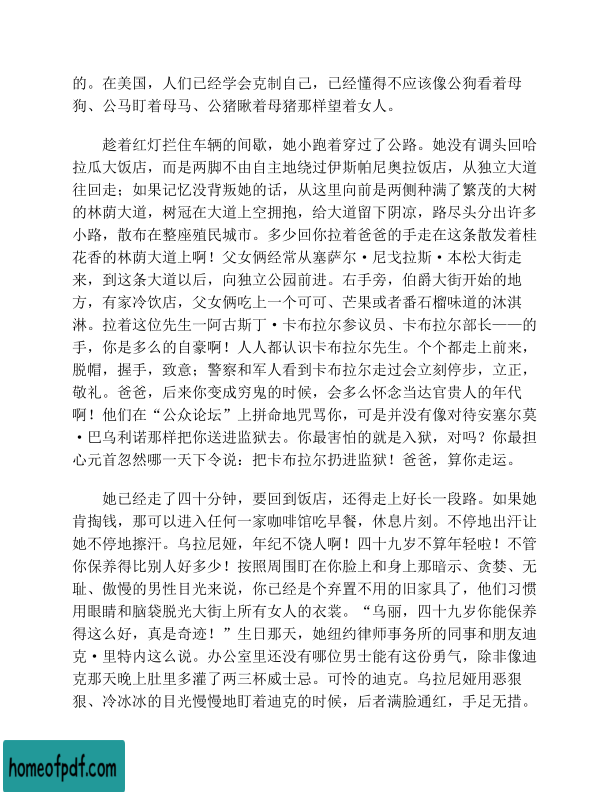 的。在美国，人们已经学会克制自己，已经懂得不应该像公狗看着母
狗、公马盯着母马、公猪瞅着母猪那样望着女人。
趁着红灯拦住车辆的间歇，她小跑着穿过了公路。她没有调头回哈
拉瓜大饭店，而是两脚不由自主地绕过伊斯帕尼奥拉饭店，从独立大道
往回走；如果记忆没背叛她的话，从这里向前是两侧种满了繁茂的大树
的林荫大道，树冠在大道上空拥抱，给大道留下阴凉，路尽头分出许多
小路，散布在整座殖民城市。多少回你拉着爸爸的手走在这条散发着桂
花香的林荫大道上啊！父女俩经常从塞萨尔·尼戈拉斯·本松大街走
来，到这条大道以后，向独立公园前进。右手旁，伯爵大街开始的地
方，有家冷饮店，父女俩吃上一个可可、芒果或者番石榴味道的沐淇
淋。拉着这位先生一阿古斯丁·卡布拉尔参议员、卡布拉尔部长——的
手，你是多么的自豪啊！人人都认识卡布拉尔先生。个个都走上前来，
脱帽，握手，致意；警察和军人看到卡布拉尔走过会立刻停步，立正，
敬礼。爸爸，后来你变成穷鬼的时候，会多么怀念当达官贵人的年代
啊！他们在“公众论坛”上拼命地咒骂你，可是并没有像对待安塞尔莫
·巴乌利诺那样把你送进监狱去。你最害怕的就是入狱，对吗？你最担
心元首忽然哪一天下令说：把卡布拉尔扔进监狱！爸爸，算你走运。
她已经走了四十分钟，要回到饭店，还得走上好长一段路。如果她
肯掏钱，那可以进入任何一家咖啡馆吃早餐，休息片刻。不停地出汗让
她不停地擦汗。乌拉尼娅，年纪不饶人啊！四十九岁不算年轻啦！不管
你保养得比别人好多少！按照周围盯在你脸上和身上那暗示、贪婪、无
耻、傲慢的男性目光来说，你已经是个弃置不用的旧家具了，他们习惯
用眼睛和脑袋脱光大街上所有女人的衣裳。“乌丽，四十九岁你能保养
得这么好，真是奇迹！”生日那天，她纽约律师事务所的同事和朋友迪
克·里特内这么说。办公室里还没有哪位男士能有这份勇气，除非像迪
克那天晚上肚里多灌了两三杯威士忌。可怜的迪克。乌拉尼娅用恶狠
狠、冷冰冰的目光慢慢地盯着迪克的时候，后者满脸通红，手足无措。
homeofpdf.com